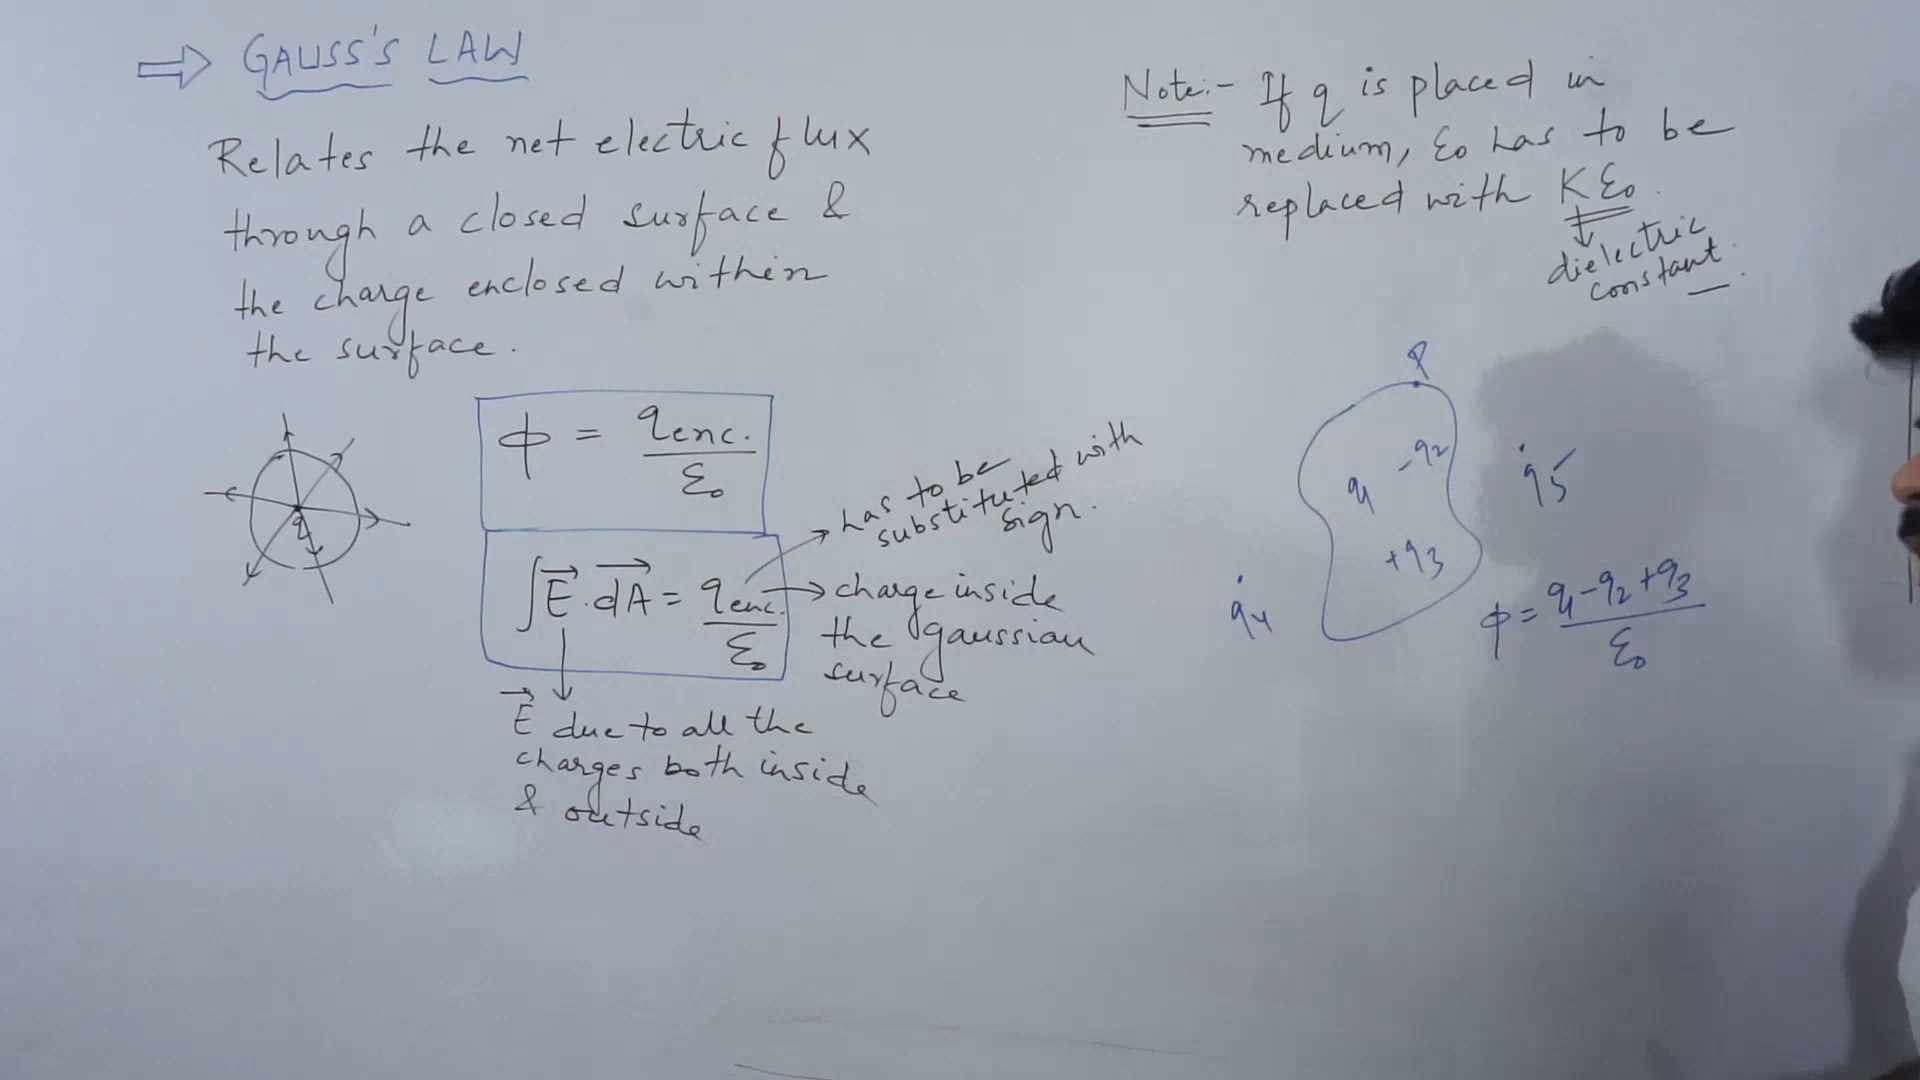 ⇒ GAUSS'S LAW
Relates the net electric flux
through a closed surface &
the charge enclosed within
the surface.
q
ϕ = qenc. / ε₀
∫E⃗ · dA⃗ = qenc. / ε₀
→ has to be
substituted with
sign.
→ charge inside
the gaussian
surface
E⃗ due to all the
charges both inside
& outside
Note:- If q is placed in
medium, ε₀ has to be
replaced with Kε₀.
dielectric
constant.
P
q₁ -q₂
+q₃
q₅
q₄
ϕ = q₁-q₂+q₃ / ε₀